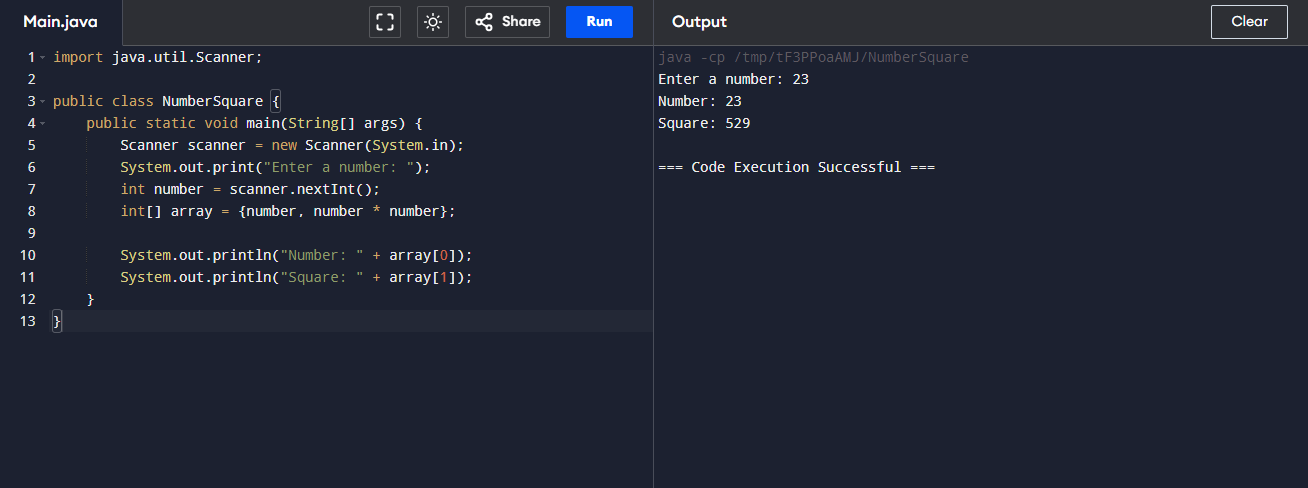 Main.java
Share
Run
Output
Clear
1 import java.util.Scanner;
2
3 public class NumberSquare {
4 public static void main(String[] args) {
5 Scanner scanner = new Scanner(System.in);
6 System.out.print("Enter a number: ");
7 int number = scanner.nextInt();
8 int[] array = {number, number * number};
9
10 System.out.println("Number: " + array[0]);
11 System.out.println("Square: " + array[1]);
12 }
13 }
java -cp /tmp/tF3PPoaAMJ/NumberSquare
Enter a number: 23
Number: 23
Square: 529
=== Code Execution Successful ===